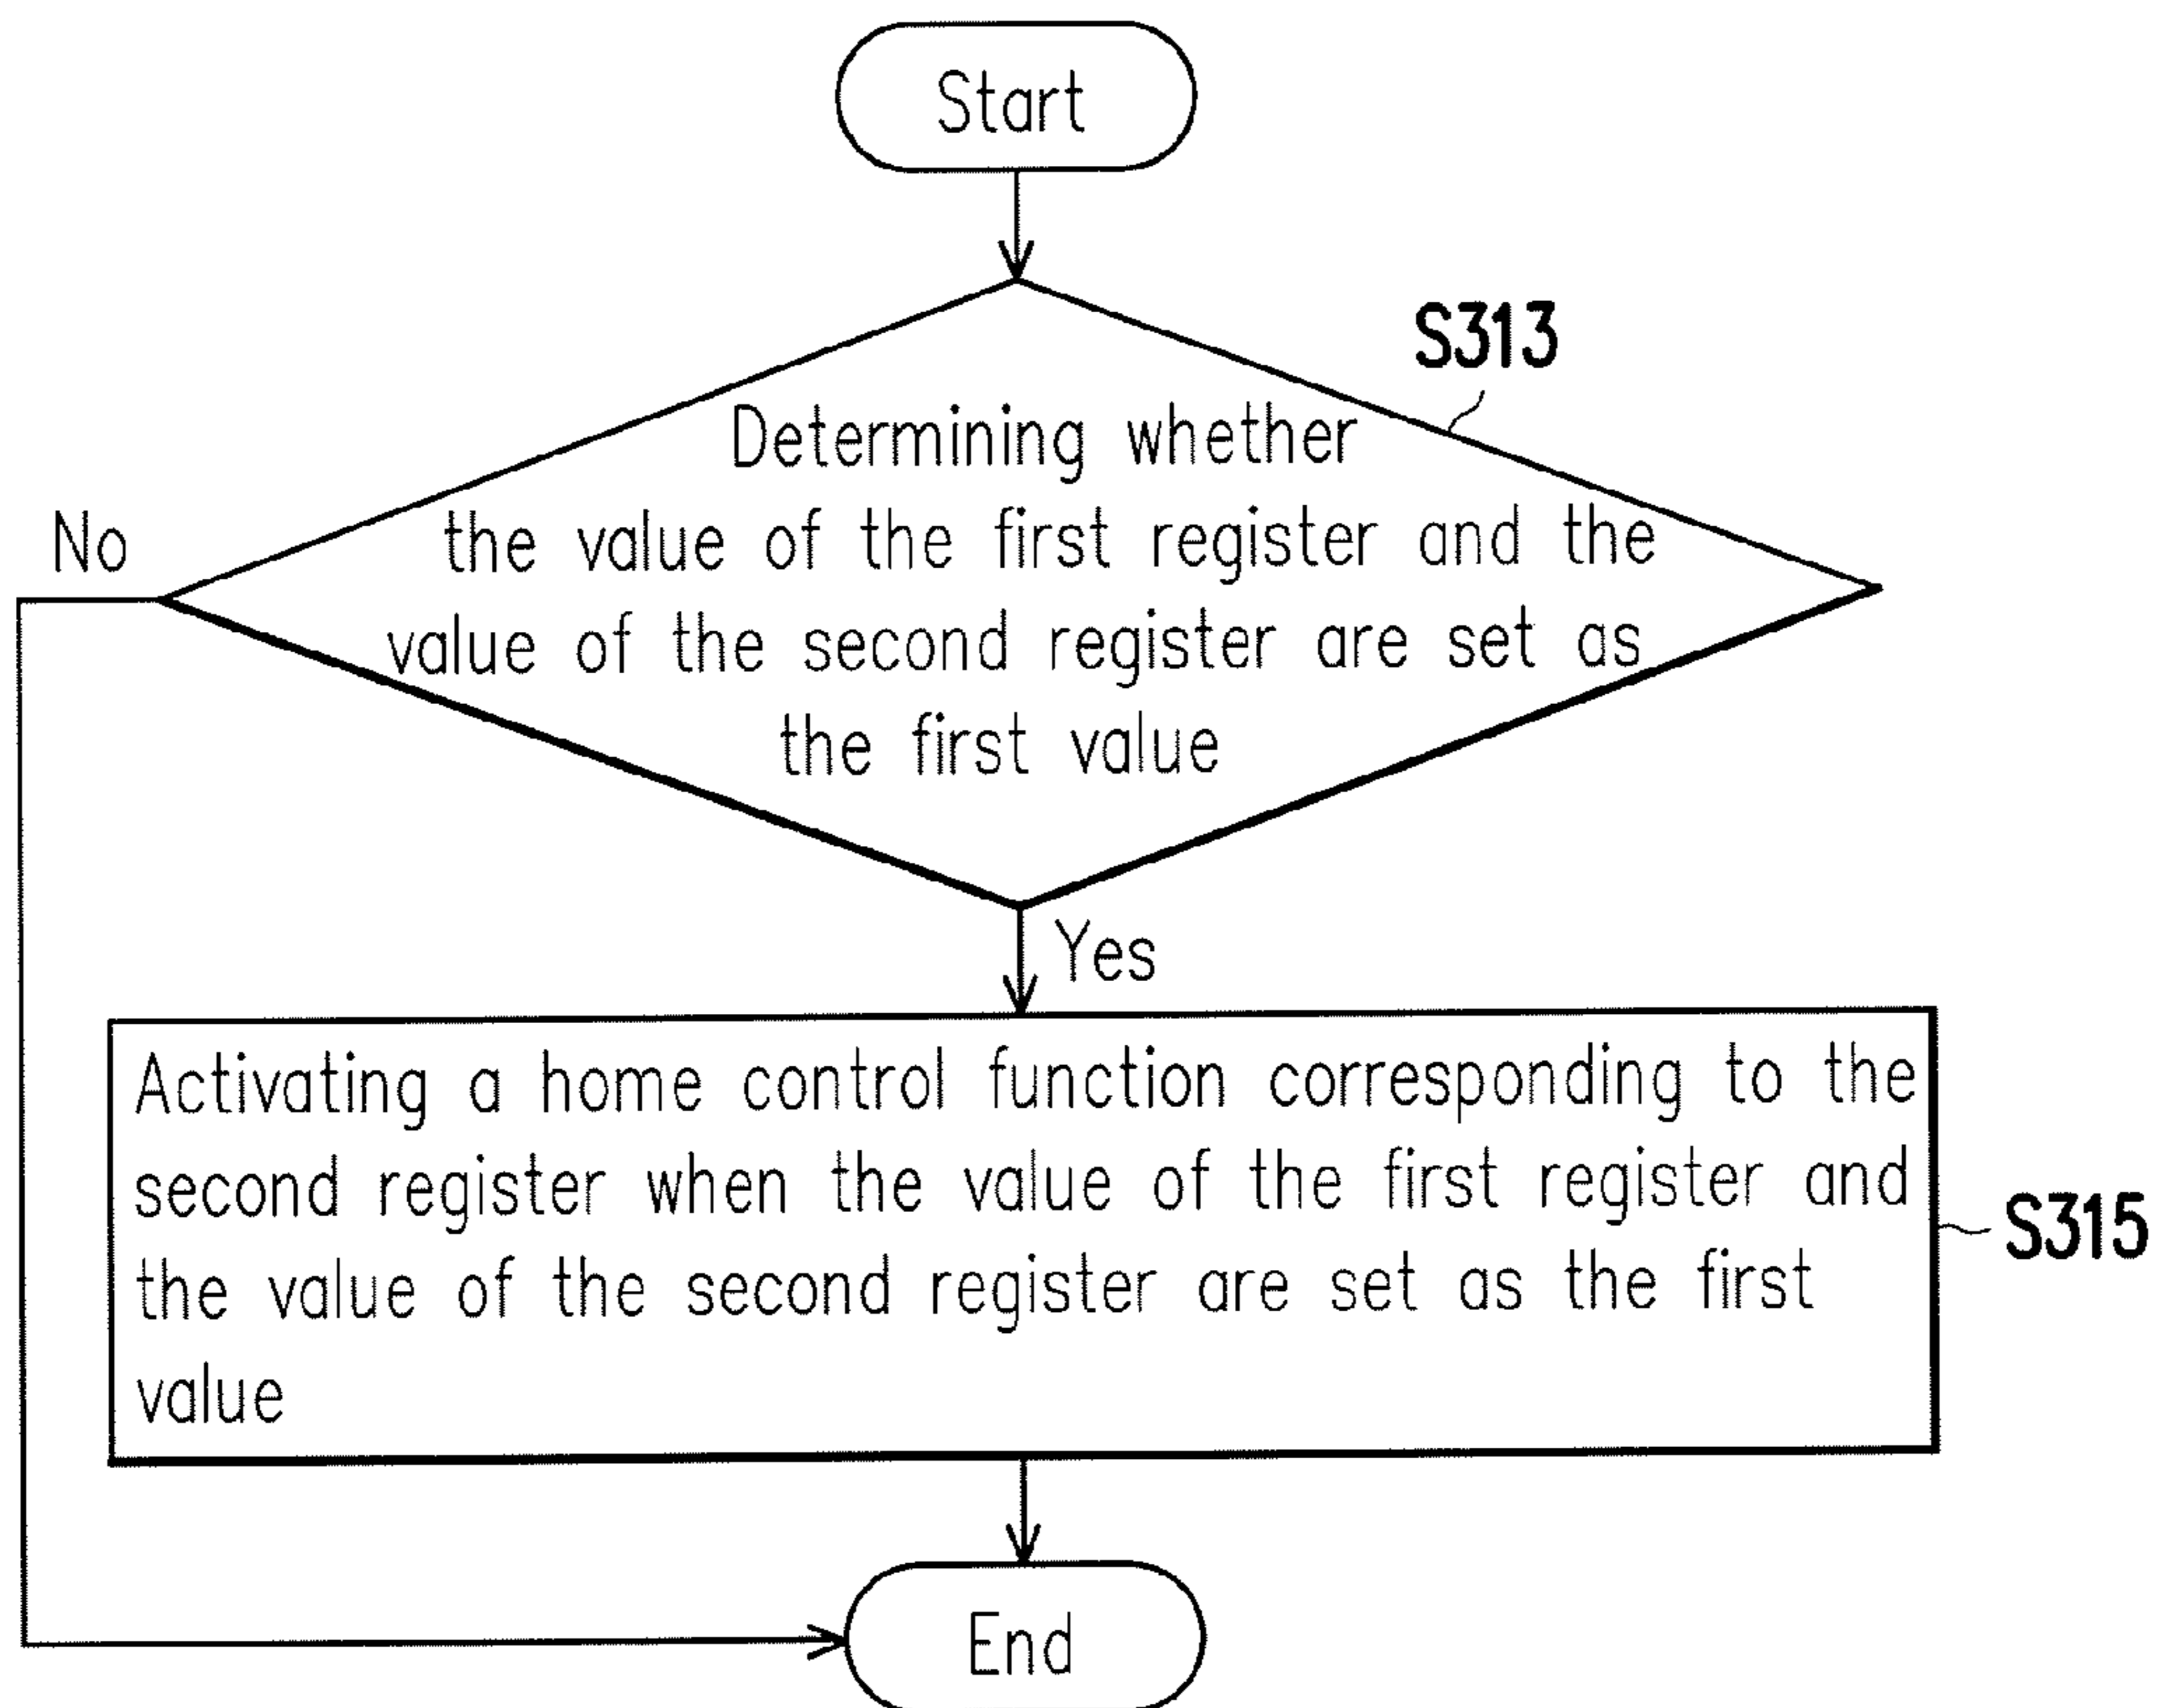 Start
S313
Determining whether
the value of the first register and the
value of the second register are set as
the first value
No
Yes
Activating a home control function corresponding to the
second register when the value of the first register and
the value of the second register are set as the first
value
S315
End